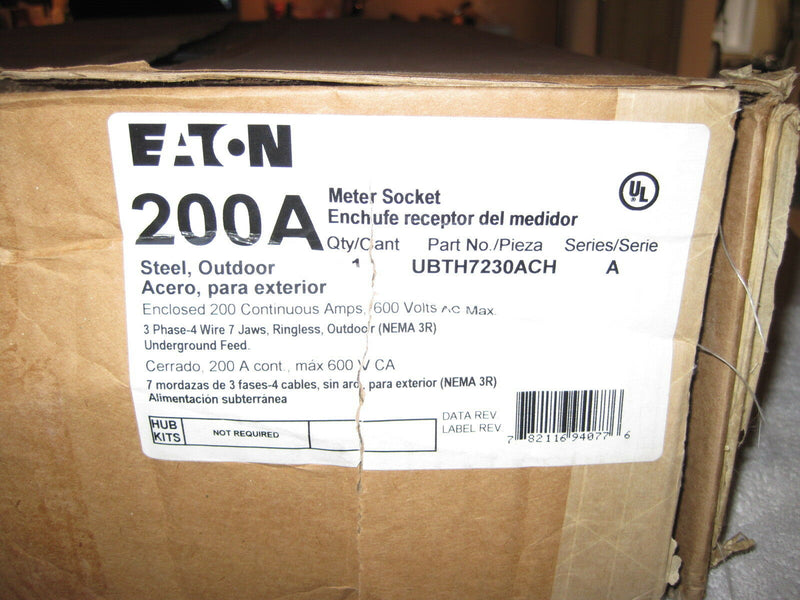 EATON
200A
Meter Socket
Enchufe receptor del medidor
UL
Qty/Cant Part No./Pieza Series/Serie
1 UBTH7230ACH A
Steel, Outdoor
Acero, para exterior
Enclosed 200 Continuous Amps, 600 Volts AC Max.
3 Phase-4 Wire 7 Jaws, Ringless, Outdoor (NEMA 3R)
Underground Feed.
Cerrado, 200 A cont., máx 600 V CA
7 mordazas de 3 fases-4 cables, sin aro, para exterior (NEMA 3R)
Alimentación subterránea
HUB KITS NOT REQUIRED
DATA REV
LABEL REV
7 82116 94077 6